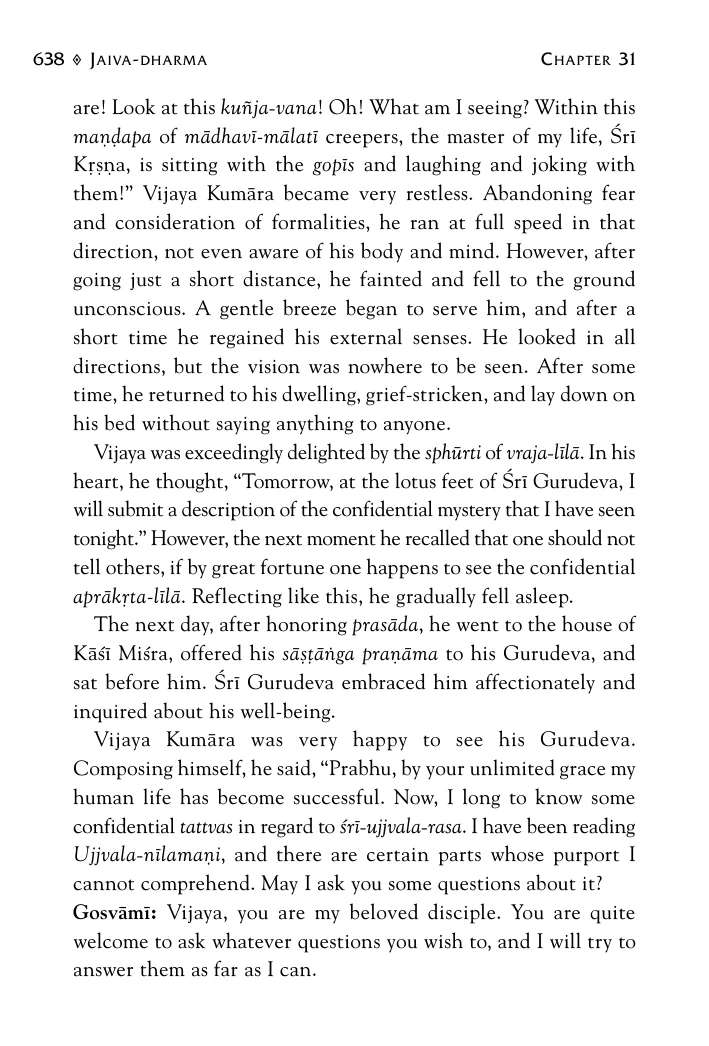 638 ◊ JAIVA-DHARMA CHAPTER 31
are! Look at this kuñja-vana! Oh! What am I seeing? Within this
maṇḍapa of mādhavī-mālatī creepers, the master of my life, Śrī
Kṛṣṇa, is sitting with the gopīs and laughing and joking with
them!” Vijaya Kumāra became very restless. Abandoning fear
and consideration of formalities, he ran at full speed in that
direction, not even aware of his body and mind. However, after
going just a short distance, he fainted and fell to the ground
unconscious. A gentle breeze began to serve him, and after a
short time he regained his external senses. He looked in all
directions, but the vision was nowhere to be seen. After some
time, he returned to his dwelling, grief-stricken, and lay down on
his bed without saying anything to anyone.
Vijaya was exceedingly delighted by the sphūrti of vraja-līlā. In his
heart, he thought, “Tomorrow, at the lotus feet of Śrī Gurudeva, I
will submit a description of the confidential mystery that I have seen
tonight.” However, the next moment he recalled that one should not
tell others, if by great fortune one happens to see the confidential
aprākṛta-līlā. Reflecting like this, he gradually fell asleep.
The next day, after honoring prasāda, he went to the house of
Kāśī Miśra, offered his sāṣṭāṅga praṇāma to his Gurudeva, and
sat before him. Śrī Gurudeva embraced him affectionately and
inquired about his well-being.
Vijaya Kumāra was very happy to see his Gurudeva.
Composing himself, he said, “Prabhu, by your unlimited grace my
human life has become successful. Now, I long to know some
confidential tattvas in regard to śrī-ujjvala-rasa. I have been reading
Ujjvala-nīlamaṇi, and there are certain parts whose purport I
cannot comprehend. May I ask you some questions about it?
Gosvāmī: Vijaya, you are my beloved disciple. You are quite
welcome to ask whatever questions you wish to, and I will try to
answer them as far as I can.